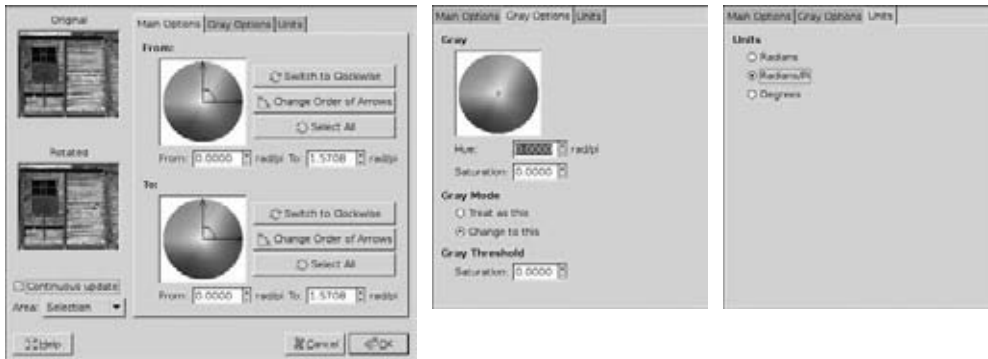 Original
Rotated
Continuous update
Area: Selection
Help
Main Options Gray Options Units
From:
Switch to Clockwise
Change Order of Arrows
Select All
From: 0.0000 rad/pi To: 1.5708 rad/pi
To:
Switch to Clockwise
Change Order of Arrows
Select All
From: 0.0000 rad/pi To: 1.5708 rad/pi
Cancel OK
Main Options Gray Options Units
Gray
Hue: 0.0000 rad/pi
Saturation: 0.0000
Gray Mode
Treat as this
Change to this
Gray Threshold
Saturation: 0.0000
Main Options Gray Options Units
Units
Radians
Radians/Pi
Degrees